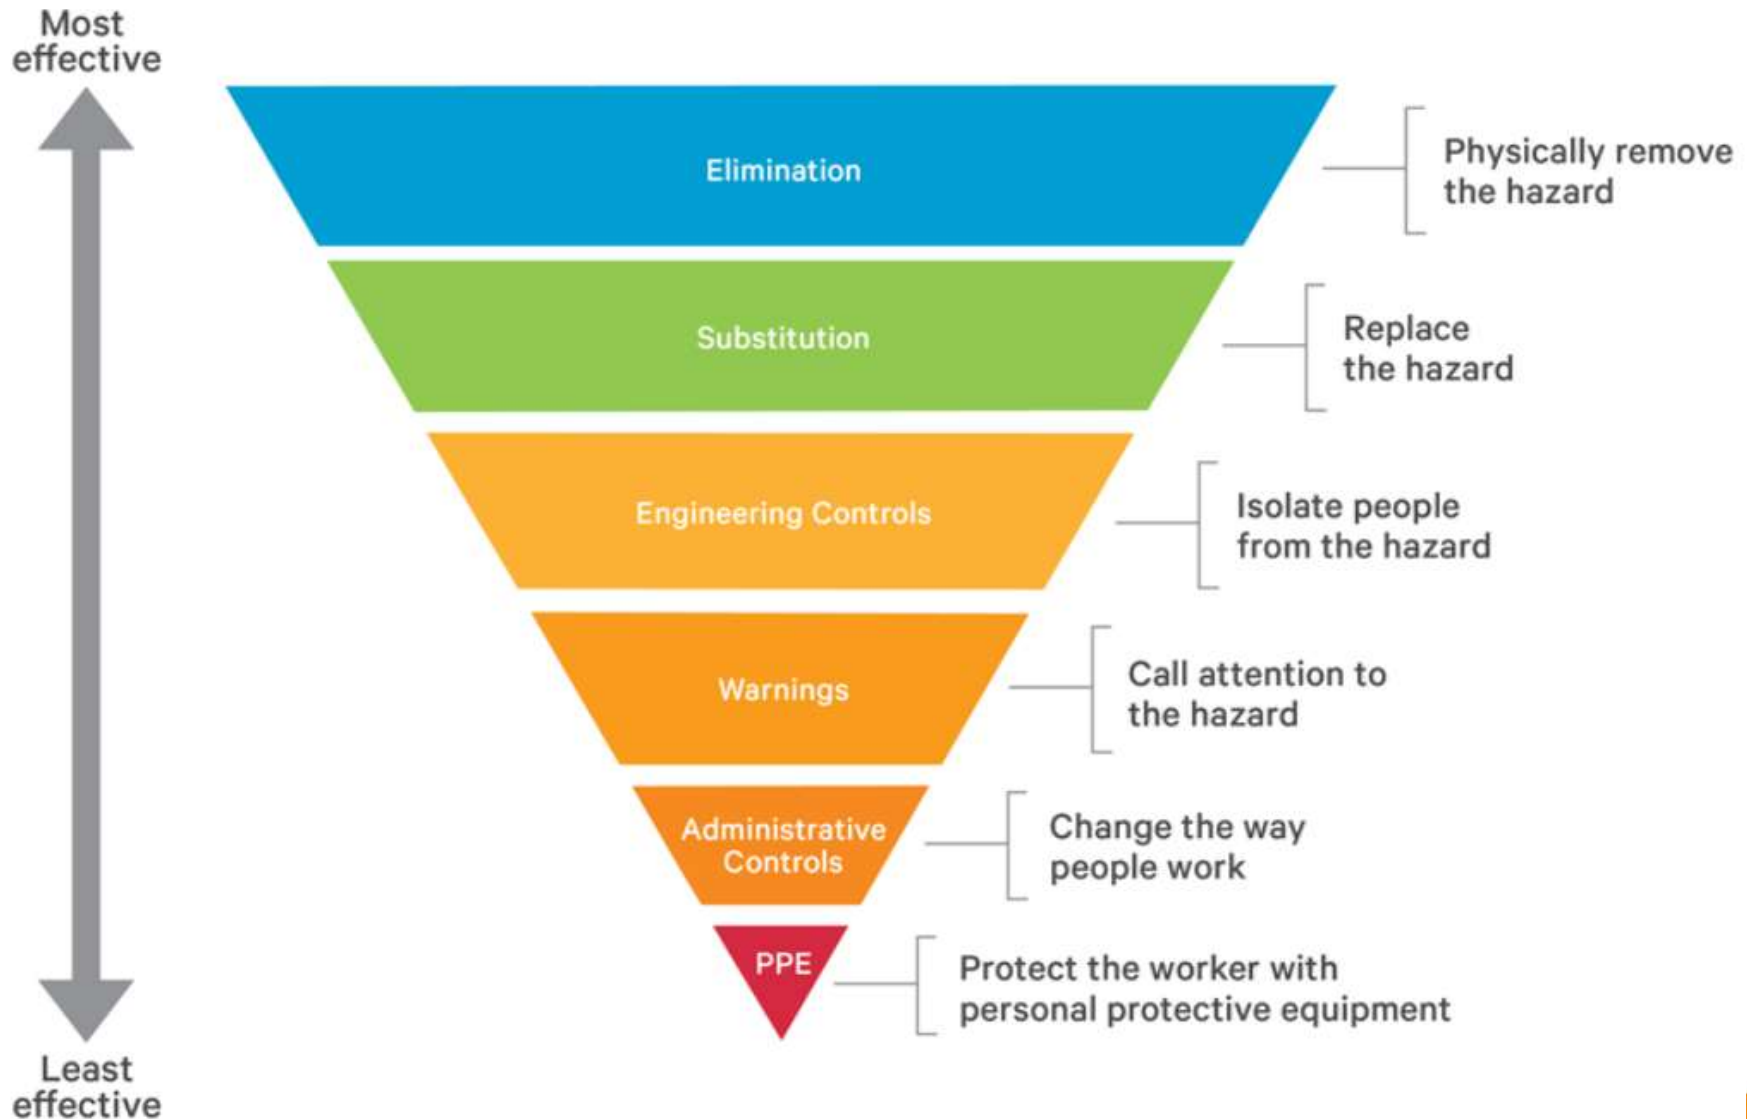 Most
effective
Elimination
Physically remove
the hazard
Substitution
Replace
the hazard
Engineering Controls
Isolate people
from the hazard
Warnings
Call attention to
the hazard
Administrative
Controls
Change the way
people work
PPE
Protect the worker with
personal protective equipment
Least
effective